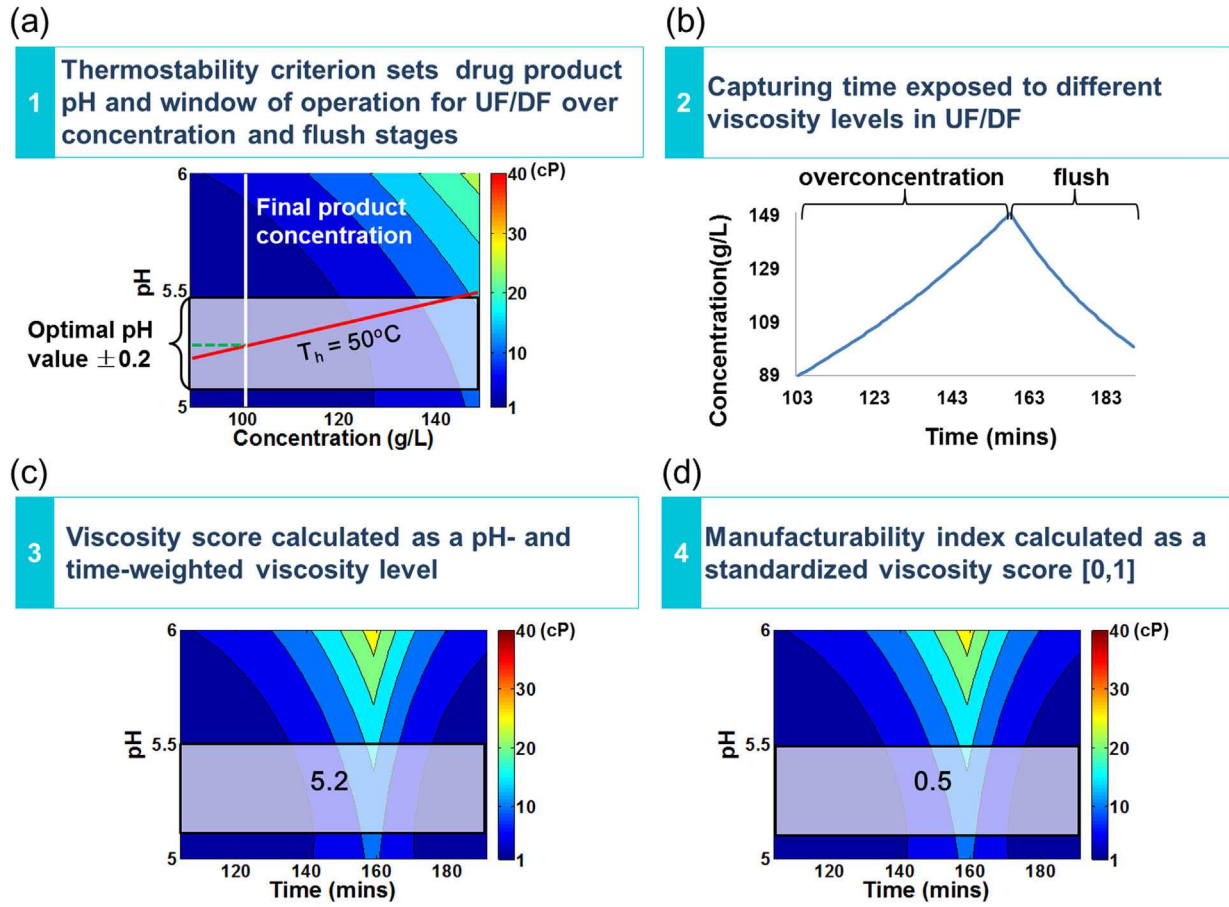 (a)
1
Thermostability criterion sets drug product
pH and window of operation for UF/DF over
concentration and flush stages
6
5.5
5
pH
Final product
concentration
Optimal pH
value ±0.2
Th = 50°C
100
120
140
Concentration (g/L)
40 (cP)
30
20
10
1
(b)
2
Capturing time exposed to different
viscosity levels in UF/DF
overconcentration
flush
149
129
109
89
Concentration(g/L)
103
123
143
163
183
Time (mins)
(c)
3
Viscosity score calculated as a pH- and
time-weighted viscosity level
6
5.5
5
pH
5.2
120
140
160
180
Time (mins)
40 (cP)
30
20
10
1
(d)
4
Manufacturability index calculated as a
standardized viscosity score [0,1]
6
5.5
5
pH
0.5
120
140
160
180
Time (mins)
40 (cP)
30
20
10
1